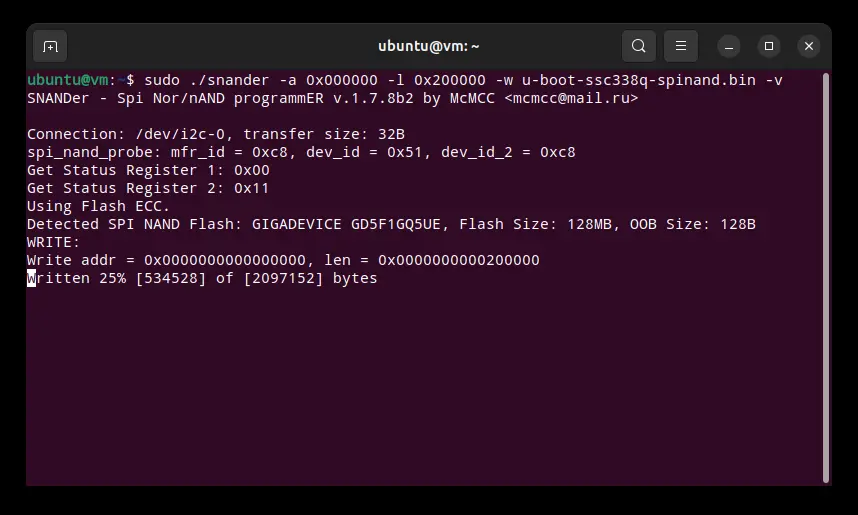 ubuntu@vm: ~
ubuntu@vm:~$ sudo ./snander -a 0x000000 -l 0x200000 -w u-boot-ssc338q-spinand.bin -v
SNANDer - Spi Nor/nAND programmER v.1.7.8b2 by McMCC <mcmcc@mail.ru>
Connection: /dev/i2c-0, transfer size: 32B
spi_nand_probe: mfr_id = 0xc8, dev_id = 0x51, dev_id_2 = 0xc8
Get Status Register 1: 0x00
Get Status Register 2: 0x11
Using Flash ECC.
Detected SPI NAND Flash: GIGADEVICE GD5F1GQ5UE, Flash Size: 128MB, OOB Size: 128B
WRITE:
Write addr = 0x0000000000000000, len = 0x0000000000200000
Written 25% [534528] of [2097152] bytes